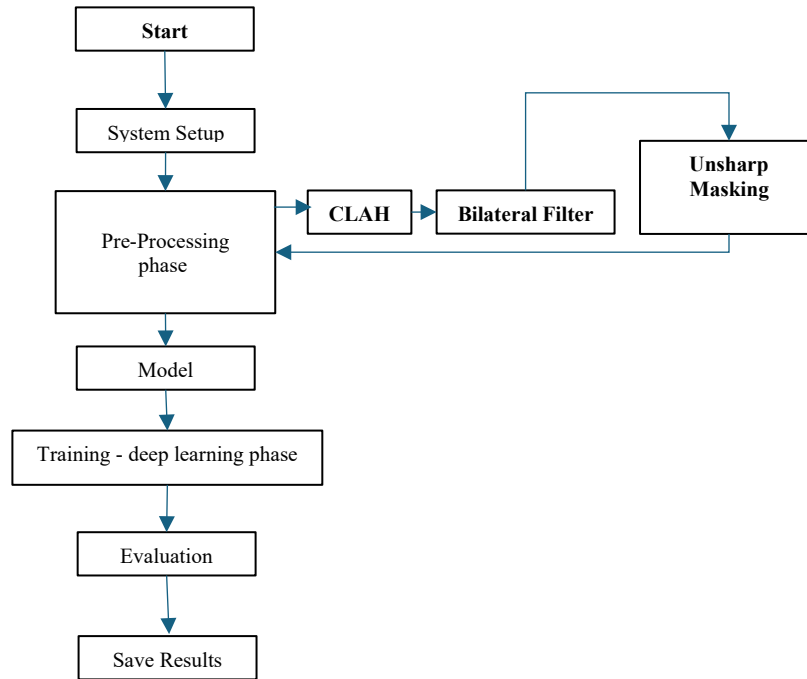 Start
System Setup
Pre-Processing
phase
CLAH
Bilateral Filter
Unsharp
Masking
Model
Training - deep learning phase
Evaluation
Save Results